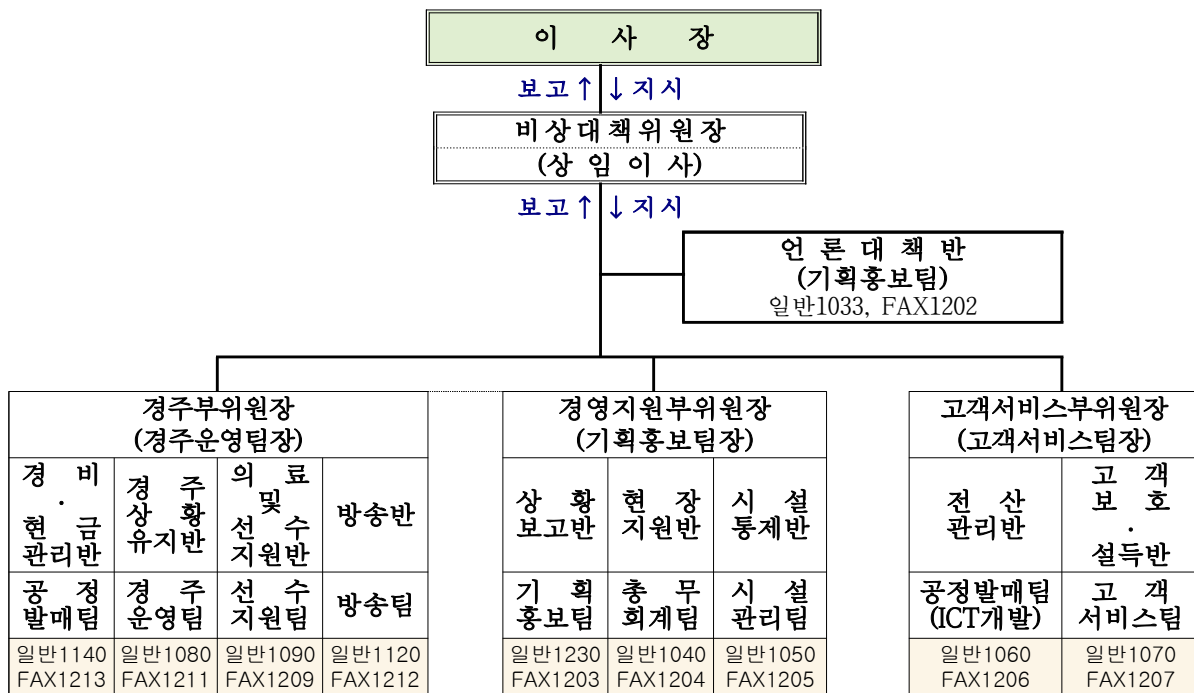 이 사 장
보고↑ ↓지시
비상대책위원장
(상 임 이 사)
보고↑ ↓지시
언 론 대 책 반
(기획홍보팀)
일반1033, FAX1202
경주부위원장
(경주운영팀장)
경 비
·
현 금
관리반
경 주
상 황
유지반
의 료
및
선 수
지원반
방송반
공 정
발매팀
경 주
운영팀
선 수
지원팀
방송팀
일반1140
FAX1213
일반1080
FAX1211
일반1090
FAX1209
일반1120
FAX1212
경영지원부위원장
(기획홍보팀장)
상 황
보고반
현 장
지원반
시 설
통제반
기 획
홍보팀
총 무
회계팀
시 설
관리팀
일반1230
FAX1203
일반1040
FAX1204
일반1050
FAX1205
고객서비스부위원장
(고객서비스팀장)
전 산
관리반
고 객
보 호
·
설득반
공정발매팀
(ICT개발)
고 객
서비스팀
일반1060
FAX1206
일반1070
FAX1207